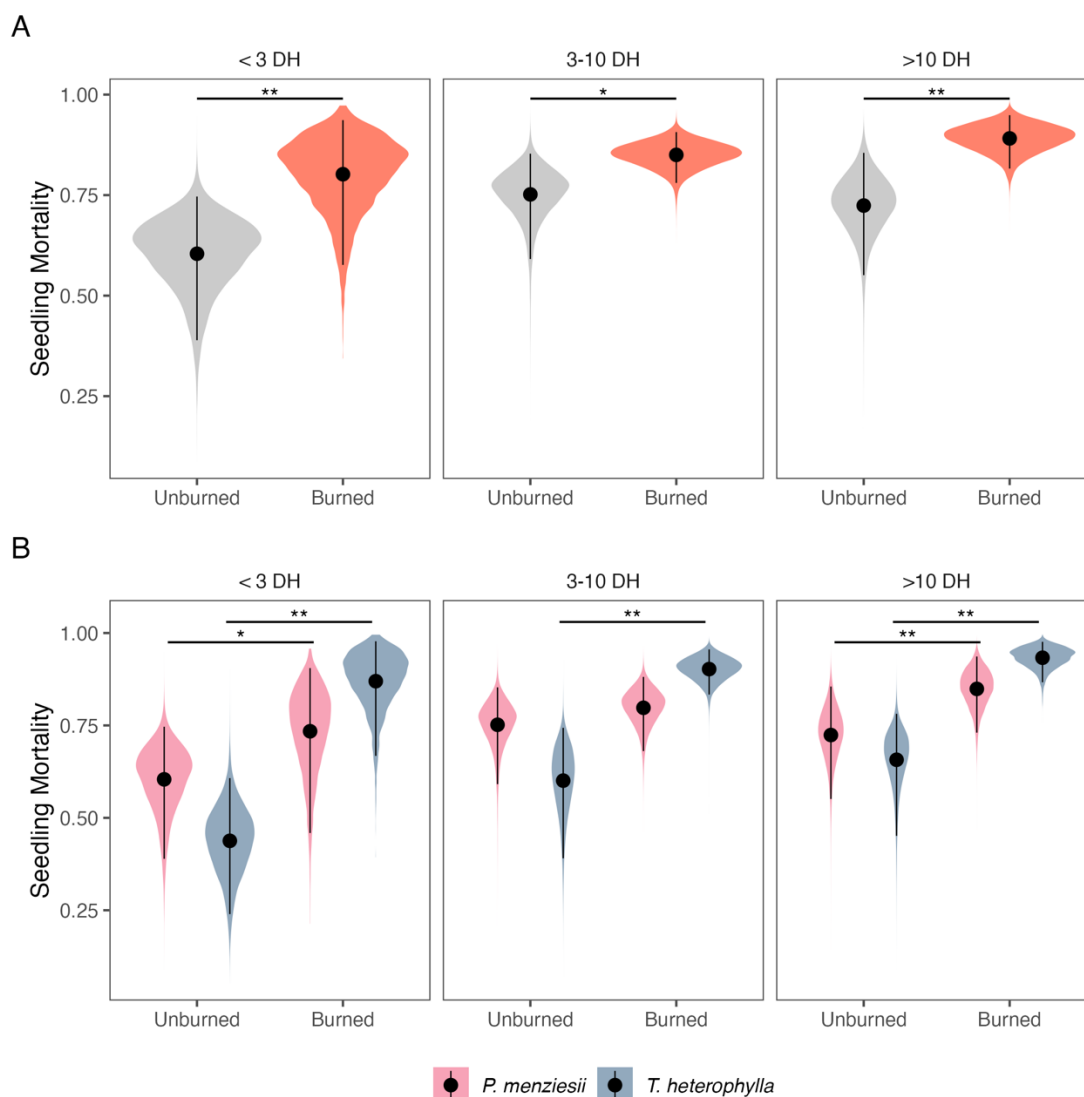 A
< 3 DH 3-10 DH >10 DH
** * **
Seedling Mortality
1.00
0.75
0.50
0.25
Unburned Burned Unburned Burned Unburned Burned
B
< 3 DH 3-10 DH >10 DH
** ** **
* **
Seedling Mortality
1.00
0.75
0.50
0.25
Unburned Burned Unburned Burned Unburned Burned
P. menziesii T. heterophylla